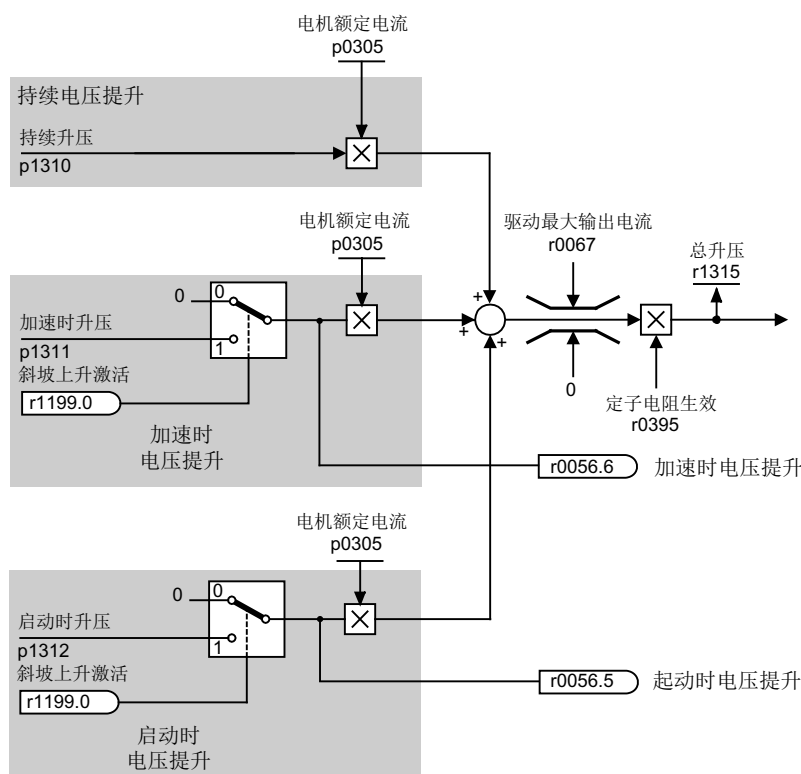 电机额定电流
p0305
持续电压提升
持续升压
p1310
电机额定电流
p0305
驱动最大输出电流
r0067
总升压
r1315
0
0
加速时升压
p1311
1
斜坡上升激活
r1199.0
加速时
电压提升
+
+
+
0
定子电阻生效
r0395
r0056.6
加速时电压提升
电机额定电流
p0305
0
0
启动时升压
p1312
1
斜坡上升激活
r1199.0
启动时
电压提升
r0056.5
起动时电压提升